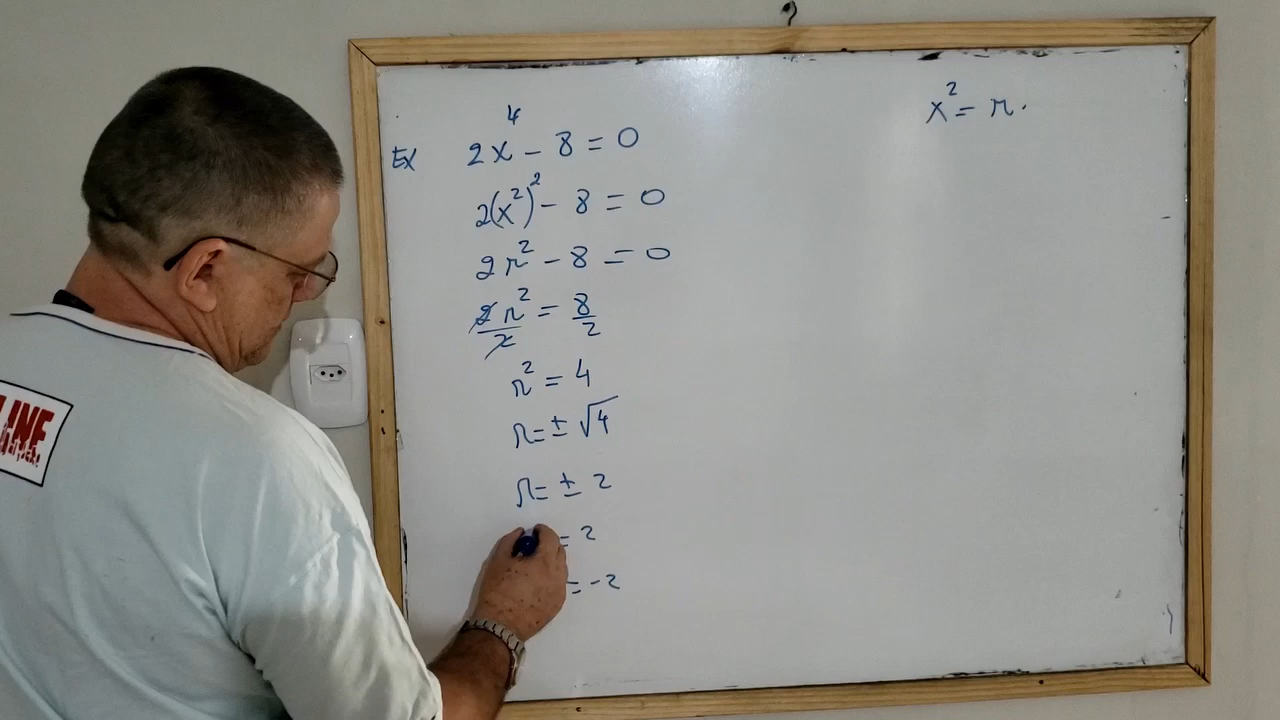 Ex 2x⁴ - 8 = 0
2(x²)² - 8 = 0
2r² - 8 = 0
2r²/2 = 8/2
r² = 4
r = ± √4
r = ± 2
= 2
= -2
x² = r.
LINE